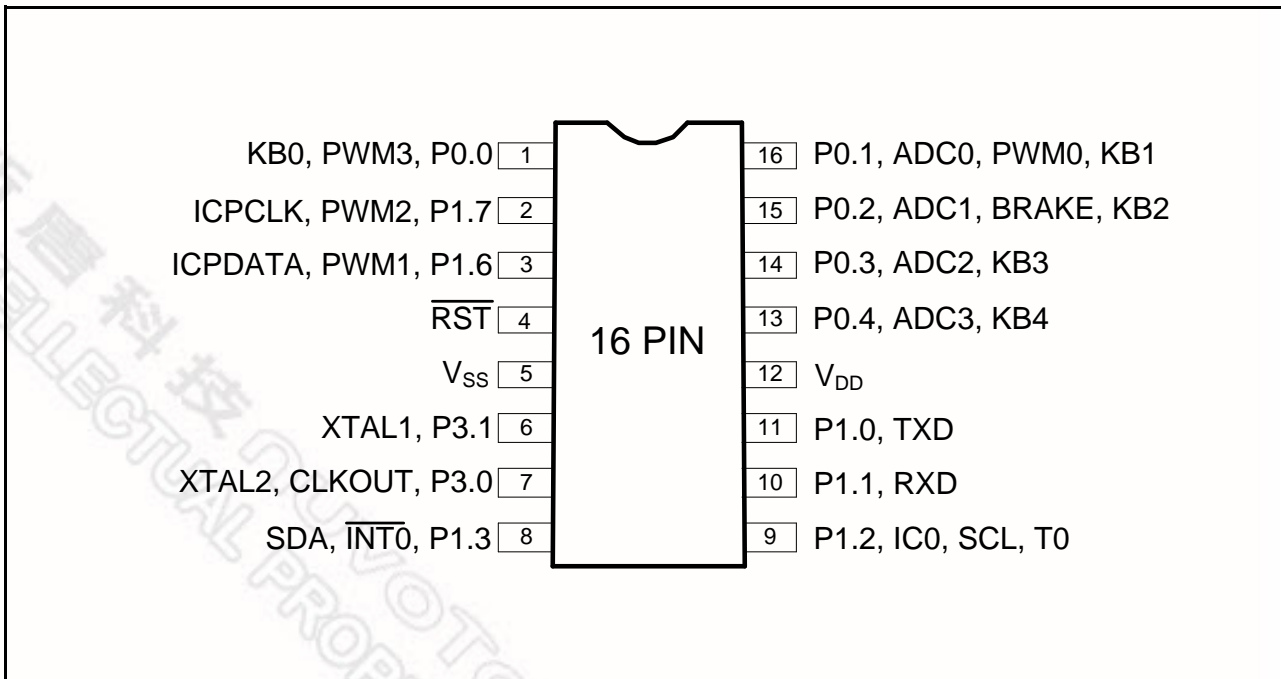 KB0, PWM3, P0.0 1
ICPCLK, PWM2, P1.7 2
ICPDATA, PWM1, P1.6 3
RST 4
VSS 5
XTAL1, P3.1 6
XTAL2, CLKOUT, P3.0 7
SDA, INT0, P1.3 8
16 PIN
16 P0.1, ADC0, PWM0, KB1
15 P0.2, ADC1, BRAKE, KB2
14 P0.3, ADC2, KB3
13 P0.4, ADC3, KB4
12 VDD
11 P1.0, TXD
10 P1.1, RXD
9 P1.2, IC0, SCL, T0
科技 nuvoTo